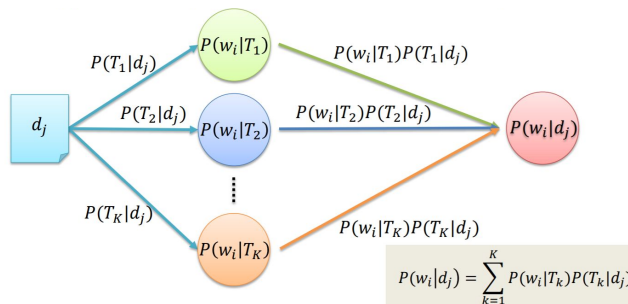 P(w_i|T_1)
P(T_1|d_j)
P(w_i|T_1)P(T_1|d_j)
d_j
P(T_2|d_j)
P(w_i|T_2)
P(w_i|T_2)P(T_2|d_j)
P(w_i|d_j)
P(T_K|d_j)
P(w_i|T_K)
P(w_i|T_K)P(T_K|d_j)
P(w_i|d_j) = ∑_{k=1}^{K} P(w_i|T_k)P(T_k|d_j)